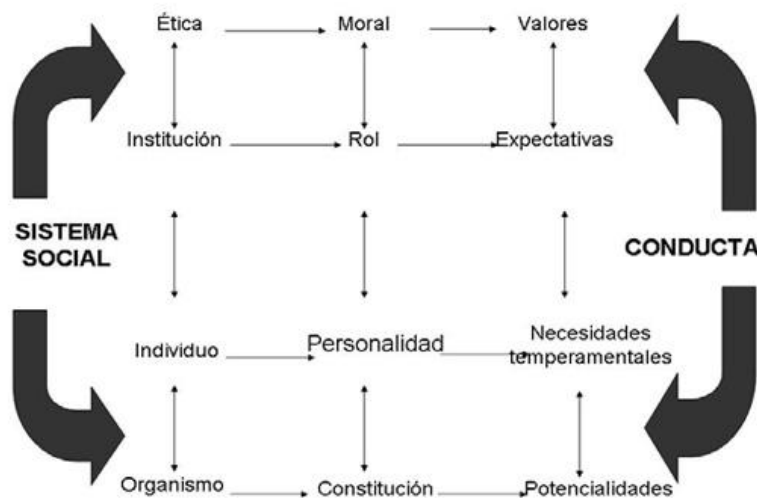 Ética Moral Valores
Institución Rol Expectativas
SISTEMA
SOCIAL
CONDUCTA
Individuo Personalidad Necesidades
temperamentales
Organismo Constitución Potencialidades